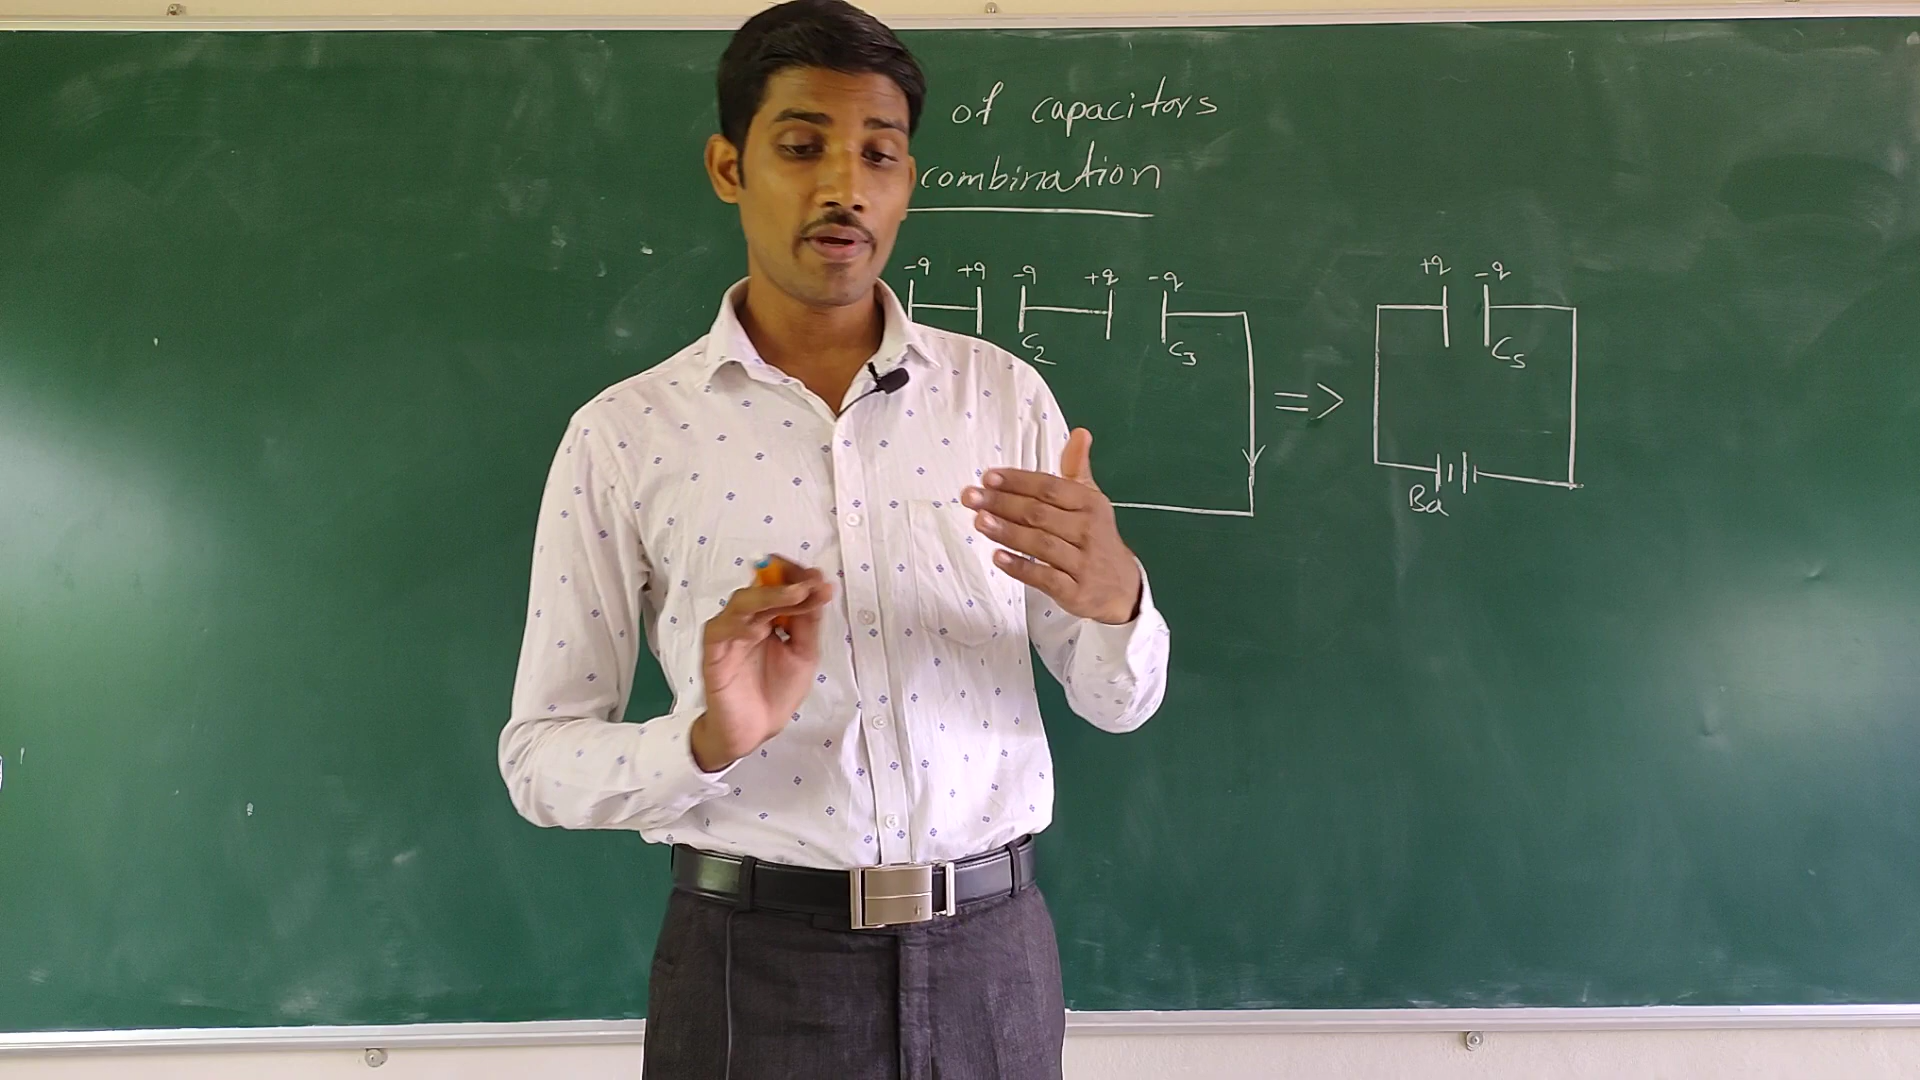 of capacitors
combination
-q +q -q +q -q
C2 C3
=>
+q -q
Cs
Ba